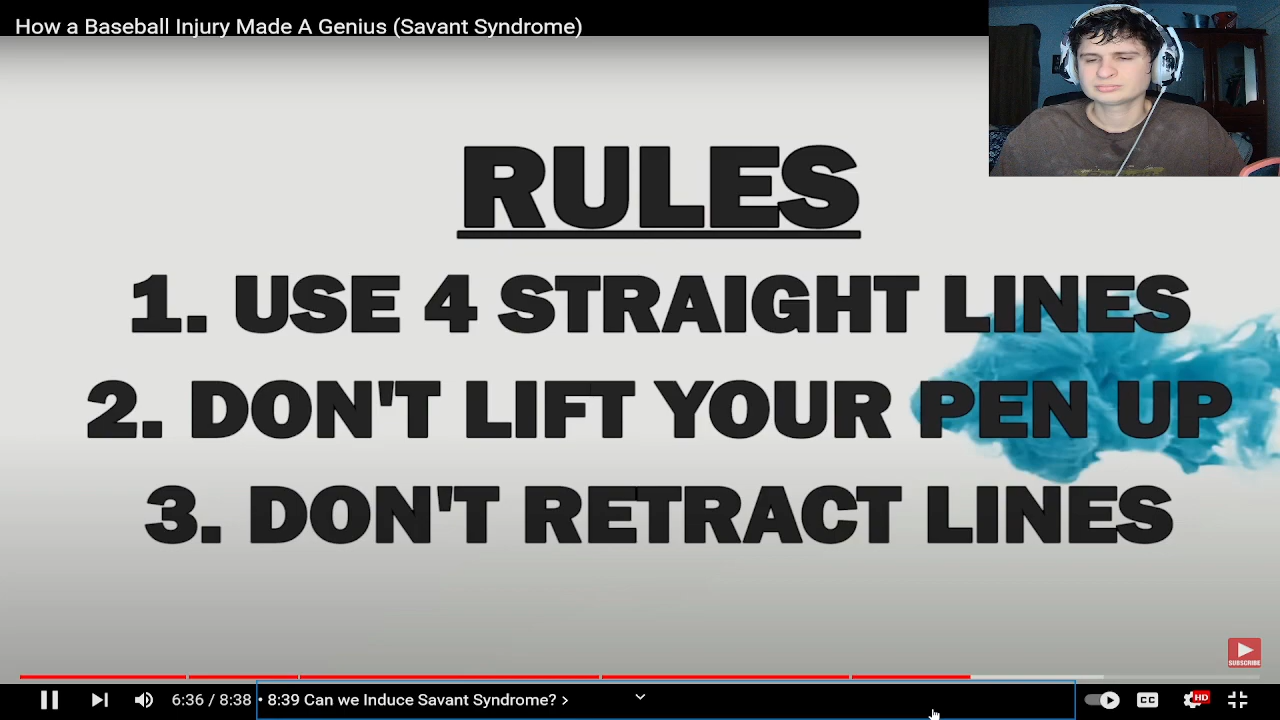 How a Baseball Injury Made A Genius (Savant Syndrome)
RULES
1. USE 4 STRAIGHT LINES
2. DON'T LIFT YOUR PEN UP
3. DON'T RETRACT LINES
SUBSCRIBE
6:36 / 8:38 • 8:39 Can we Induce Savant Syndrome? >
CC
HD